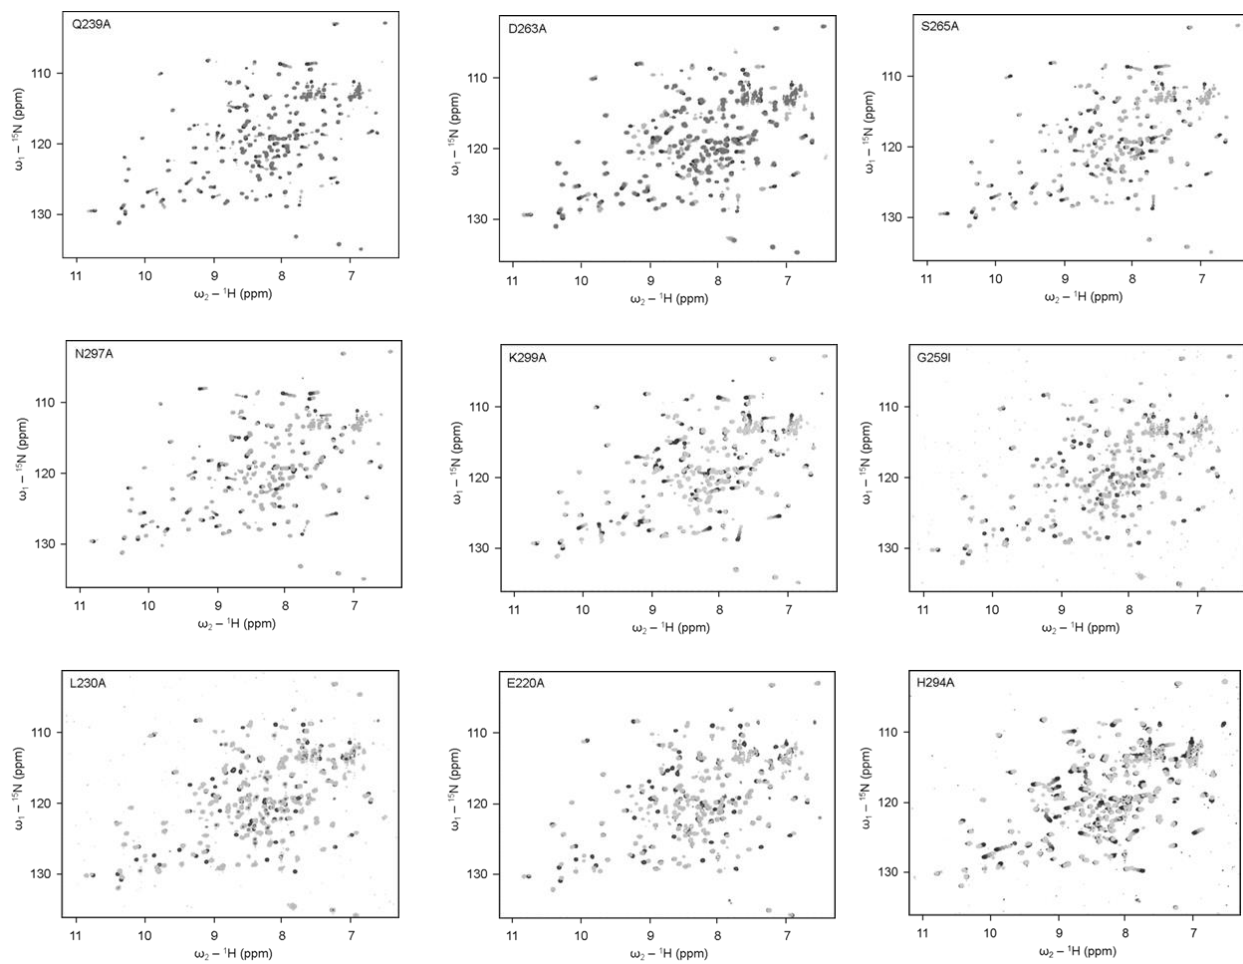 Q239A
110
120
130
ω₁ – ¹⁵N (ppm)
11 10 9 8 7
ω₂ – ¹H (ppm)
D263A
110
120
130
ω₁ – ¹⁵N (ppm)
11 10 9 8 7
ω₂ – ¹H (ppm)
S265A
110
120
130
ω₁ – ¹⁵N (ppm)
11 10 9 8 7
ω₂ – ¹H (ppm)
N297A
110
120
130
ω₁ – ¹⁵N (ppm)
11 10 9 8 7
ω₂ – ¹H (ppm)
K299A
110
120
130
ω₁ – ¹⁵N (ppm)
11 10 9 8 7
ω₂ – ¹H (ppm)
G259I
110
120
130
ω₁ – ¹⁵N (ppm)
11 10 9 8 7
ω₂ – ¹H (ppm)
L230A
110
120
130
ω₁ – ¹⁵N (ppm)
11 10 9 8 7
ω₂ – ¹H (ppm)
E220A
110
120
130
ω₁ – ¹⁵N (ppm)
11 10 9 8 7
ω₂ – ¹H (ppm)
H294A
110
120
130
ω₁ – ¹⁵N (ppm)
11 10 9 8 7
ω₂ – ¹H (ppm)